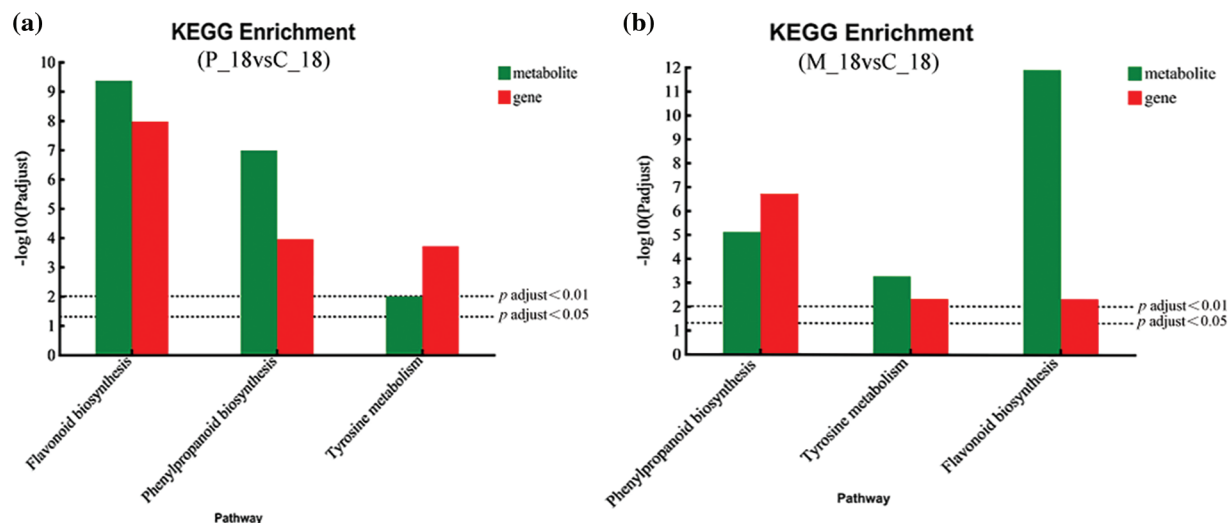 (a)
KEGG Enrichment
(P_18vsC_18)
metabolite
gene
-log10(Padjust)
10
9
8
7
6
5
4
3
2
1
0
p adjust<0.01
p adjust<0.05
Flavonoid biosynthesis
Phenylpropanoid biosynthesis
Tyrosine metabolism
Pathway
(b)
KEGG Enrichment
(M_18vsC_18)
metabolite
gene
-log10(Padjust)
12
11
10
9
8
7
6
5
4
3
2
1
0
p adjust<0.01
p adjust<0.05
Phenylpropanoid biosynthesis
Tyrosine metabolism
Flavonoid biosynthesis
Pathway